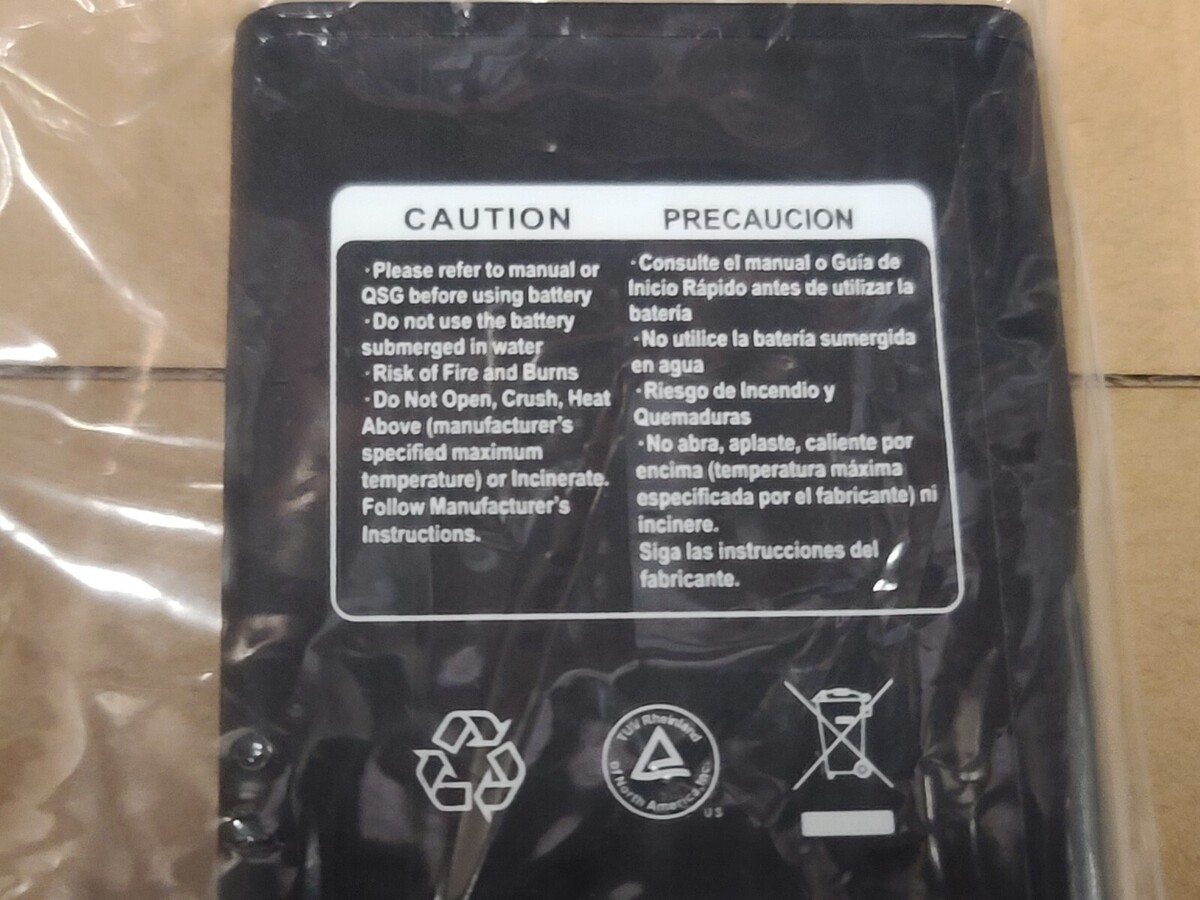 CAUTION
PRECAUCION
·Please refer to manual or
QSG before using battery
·Do not use the battery
submerged in water
·Risk of Fire and Burns
·Do Not Open, Crush, Heat
Above (manufacturer's
specified maximum
temperature) or Incinerate.
Follow Manufacturer's
Instructions.
·Consulte el manual o Guía de
Inicio Rápido antes de utilizar la
batería
·No utilice la batería sumergida
en agua
·Riesgo de Incendio y
Quemaduras
·No abra, aplaste, caliente por
encima (temperatura máxima
especificada por el fabricante) ni
incinere.
Siga las instrucciones del
fabricante.
TUV Rheinland
of North America, Inc.
US